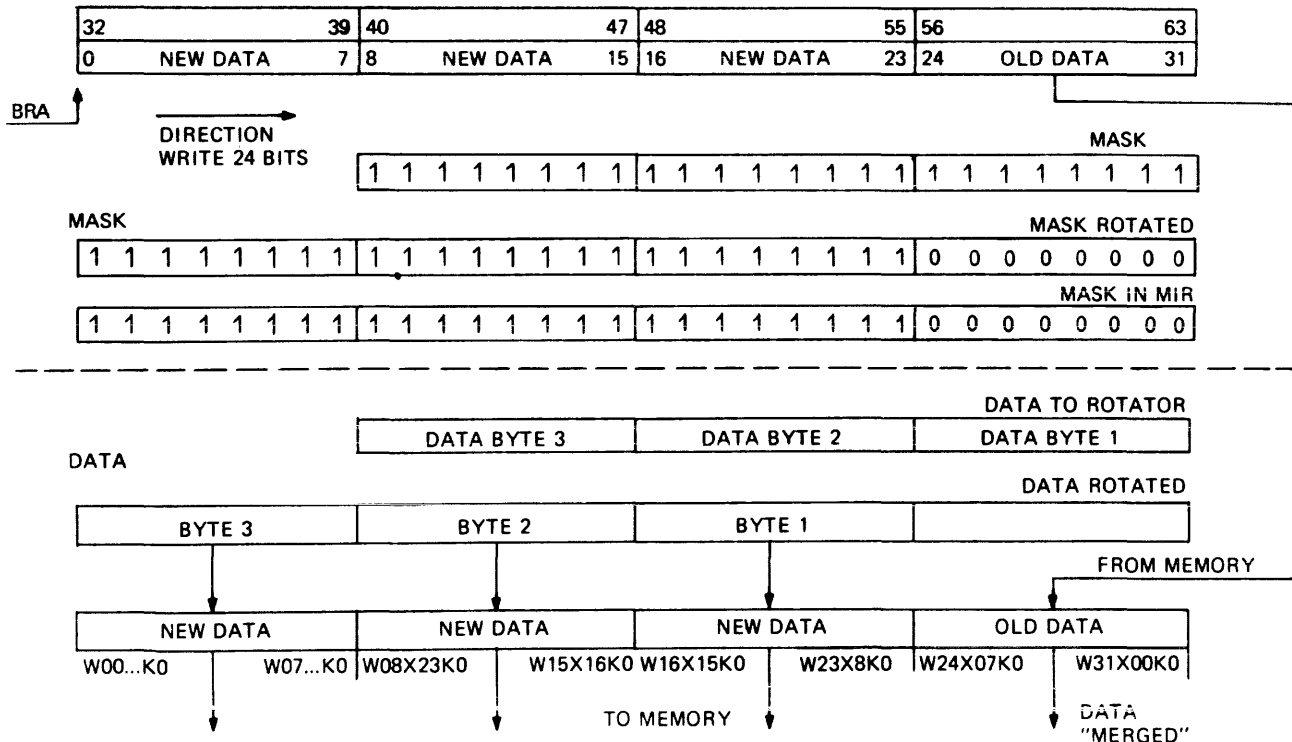 32 39 40 47 48 55 56 63
0 NEW DATA 7 8 NEW DATA 15 16 NEW DATA 23 24 OLD DATA 31
BRA
DIRECTION
WRITE 24 BITS
MASK
1 1 1 1 1 1 1 1 1 1 1 1 1 1 1 1 1 1 1 1 1 1 1 1
MASK
MASK ROTATED
1 1 1 1 1 1 1 1 1 1 1 1 1 1 1 1 1 1 1 1 1 1 1 1 0 0 0 0 0 0 0 0
MASK IN MIR
1 1 1 1 1 1 1 1 1 1 1 1 1 1 1 1 1 1 1 1 1 1 1 1 0 0 0 0 0 0 0 0
DATA TO ROTATOR
DATA BYTE 3 DATA BYTE 2 DATA BYTE 1
DATA
DATA ROTATED
BYTE 3 BYTE 2 BYTE 1
FROM MEMORY
NEW DATA NEW DATA NEW DATA OLD DATA
W00...K0 W07...K0 W08X23K0 W15X16K0 W16X15K0 W23X8K0 W24X07K0 W31X00K0
TO MEMORY
DATA
"MERGED"